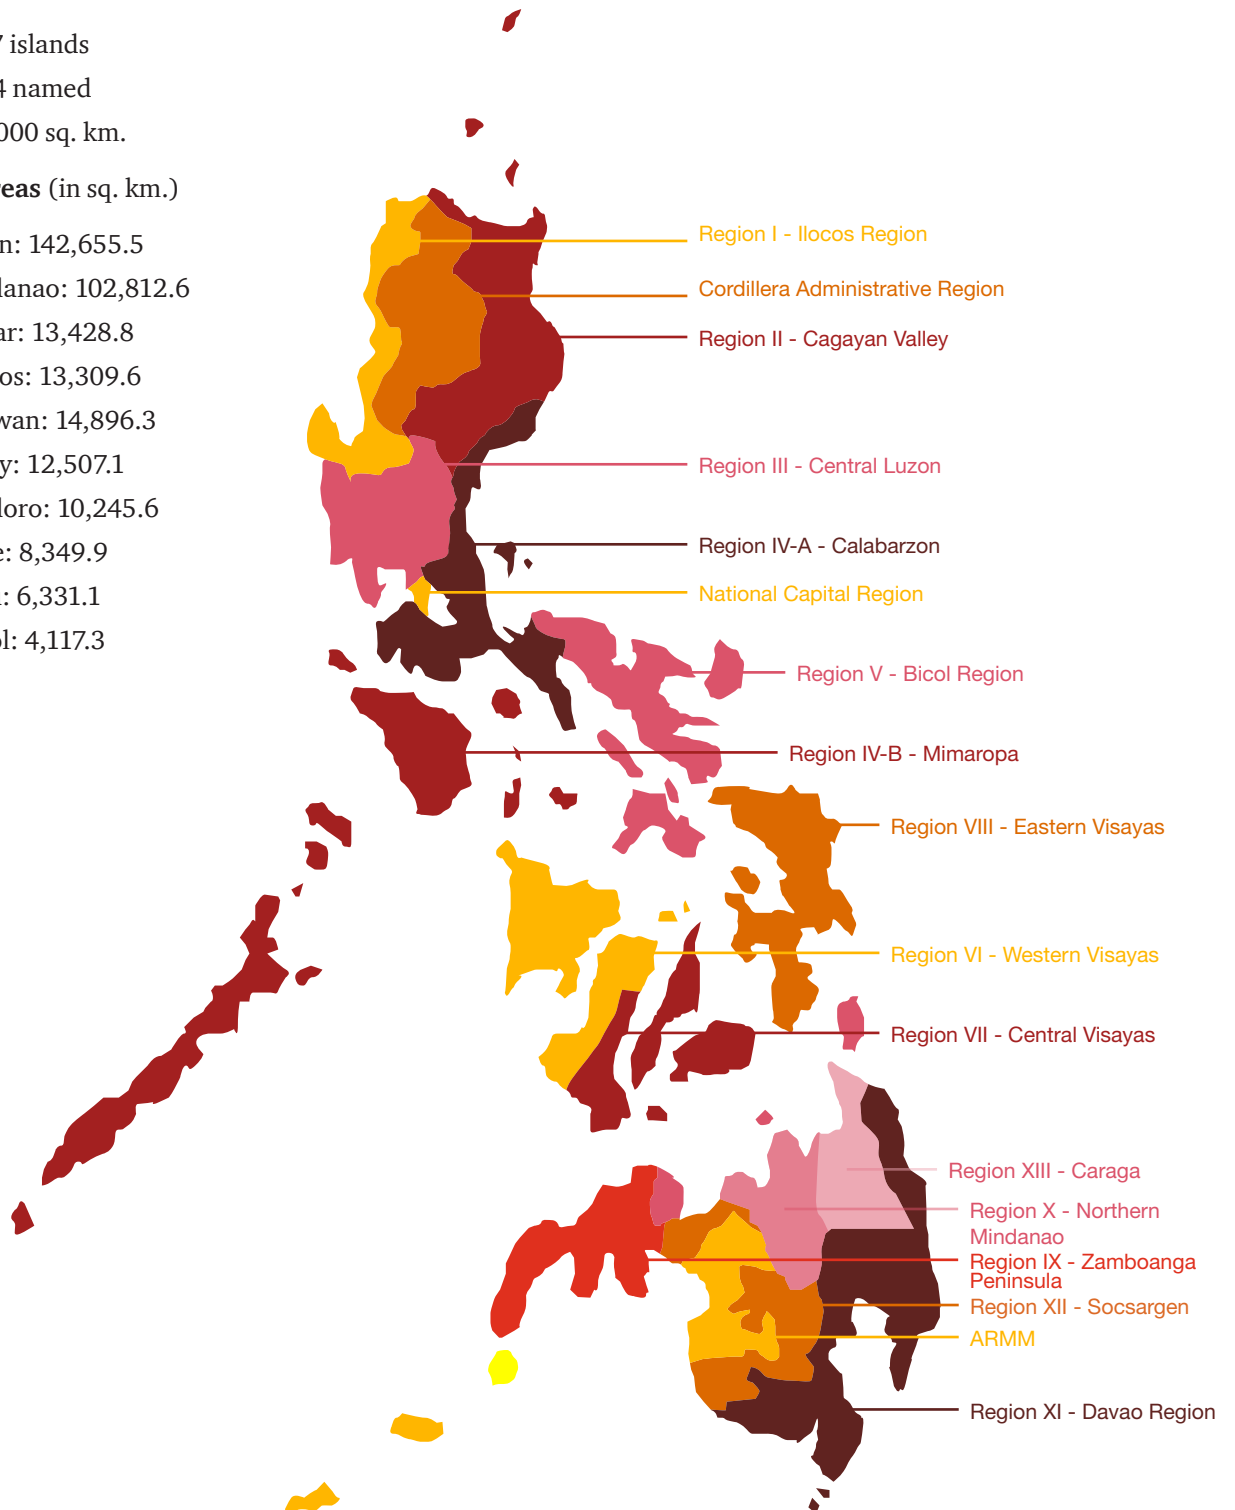 7 islands
4 named
000 sq. km.
reas (in sq. km.)
n: 142,655.5
lanao: 102,812.6
ar: 13,428.8
os: 13,309.6
wan: 14,896.3
y: 12,507.1
loro: 10,245.6
e: 8,349.9
: 6,331.1
ol: 4,117.3
Region I - Ilocos Region
Cordillera Administrative Region
Region II - Cagayan Valley
Region III - Central Luzon
Region IV-A - Calabarzon
National Capital Region
Region V - Bicol Region
Region IV-B - Mimaropa
Region VIII - Eastern Visayas
Region VI - Western Visayas
Region VII - Central Visayas
Region XIII - Caraga
Region X - Northern
Mindanao
Region IX - Zamboanga
Peninsula
Region XII - Socsargen
ARMM
Region XI - Davao Region